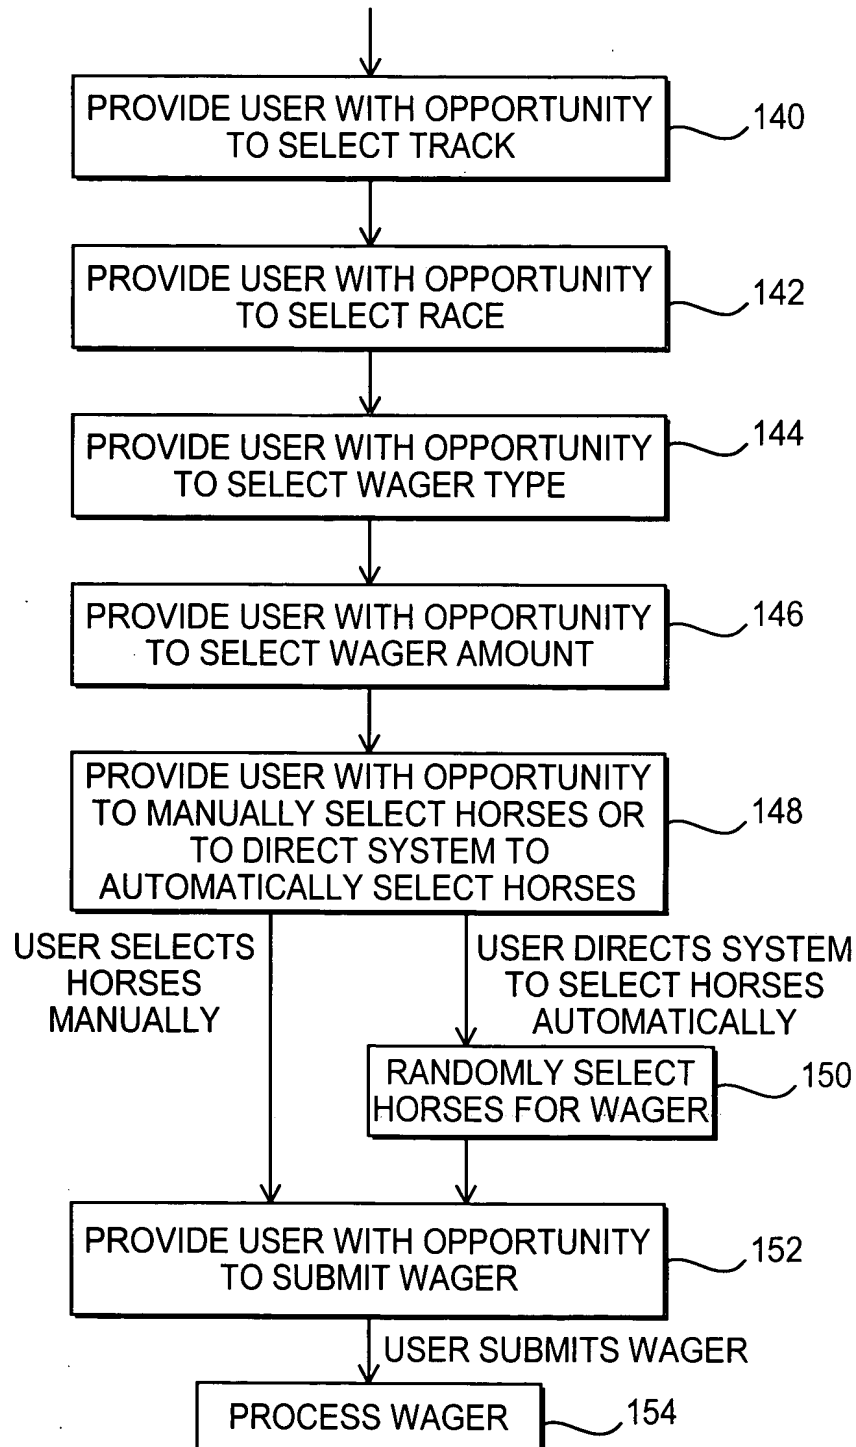 PROVIDE USER WITH OPPORTUNITY
TO SELECT TRACK
140
PROVIDE USER WITH OPPORTUNITY
TO SELECT RACE
142
PROVIDE USER WITH OPPORTUNITY
TO SELECT WAGER TYPE
144
PROVIDE USER WITH OPPORTUNITY
TO SELECT WAGER AMOUNT
146
PROVIDE USER WITH OPPORTUNITY
TO MANUALLY SELECT HORSES OR
TO DIRECT SYSTEM TO
AUTOMATICALLY SELECT HORSES
148
USER SELECTS
HORSES
MANUALLY
USER DIRECTS SYSTEM
TO SELECT HORSES
AUTOMATICALLY
RANDOMLY SELECT
HORSES FOR WAGER
150
PROVIDE USER WITH OPPORTUNITY
TO SUBMIT WAGER
152
USER SUBMITS WAGER
PROCESS WAGER
154